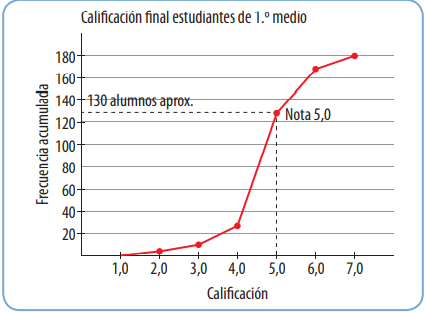 Calificación final estudiantes de 1.º medio
Frecuencia acumulada
180
160
140
130 alumnos aprox.
120
Nota 5,0
100
80
60
40
20
1,0 2,0 3,0 4,0 5,0 6,0 7,0
Calificación